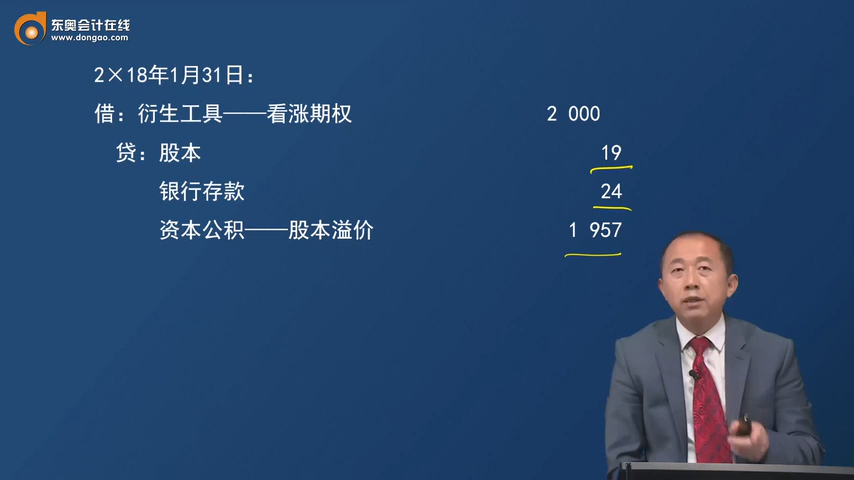 东奥会计在线
www.dongao.com
2×18年1月31日：
借：衍生工具——看涨期权 2 000
贷：股本 19
银行存款 24
资本公积——股本溢价 1 957